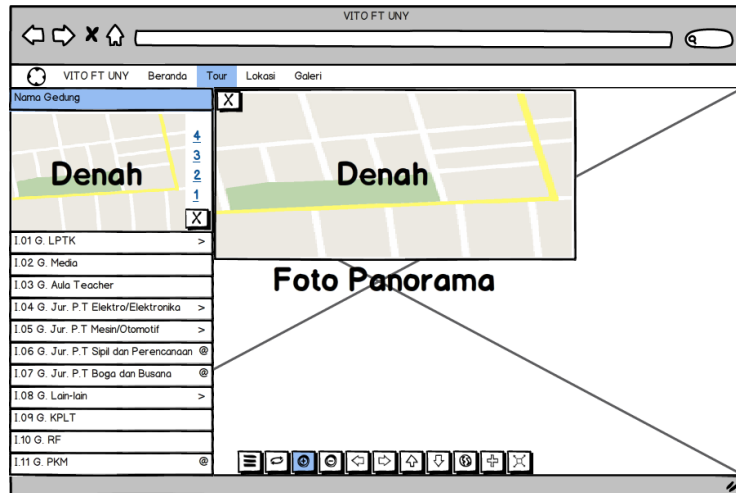 VITO FT UNY
VITO FT UNY Beranda Tour Lokasi Galeri
Nama Gedung
X
4
3
2
1
Denah
X
Denah
Foto Panorama
I.01 G. LPTK >
I.02 G. Media
I.03 G. Aula Teacher
I.04 G. Jur. P.T Elektro/Elektronika >
I.05 G. Jur. P.T Mesin/Otomotif >
I.06 G. Jur. P.T Sipil dan Perencanaan @
I.07 G. Jur. P.T Boga dan Busana @
I.08 G. Lain-lain >
I.09 G. KPLT
I.10 G. RF
I.11 G. PKM @